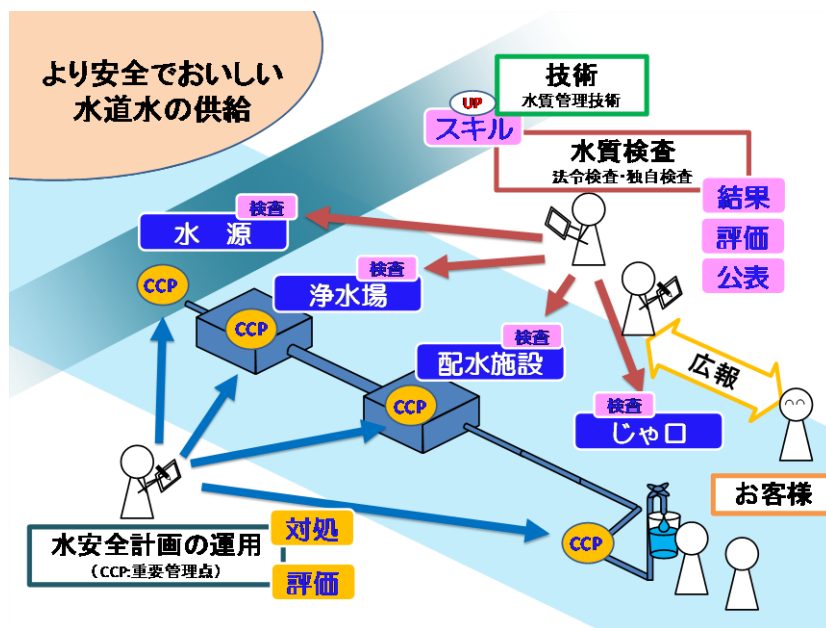 より安全でおいしい
水道水の供給
技術
水質管理技術
UP
スキル
水質検査
法令検査・独自検査
結果
評価
公表
検査
水 源
検査
浄水場
検査
配水施設
検査
じゃ口
CCP
CCP
CCP
CCP
広報
お客様
水安全計画の運用
(CCP:重要管理点)
対処
評価